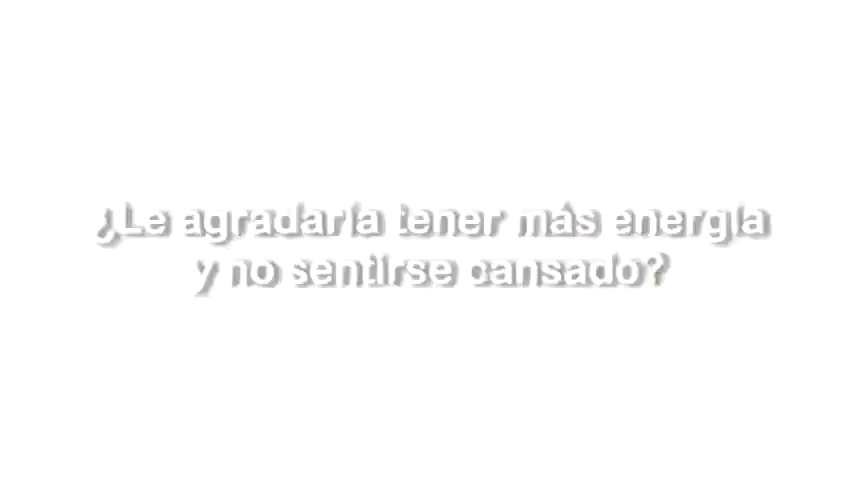 ¿Le agradaría tener más energía
y no sentirse cansado?